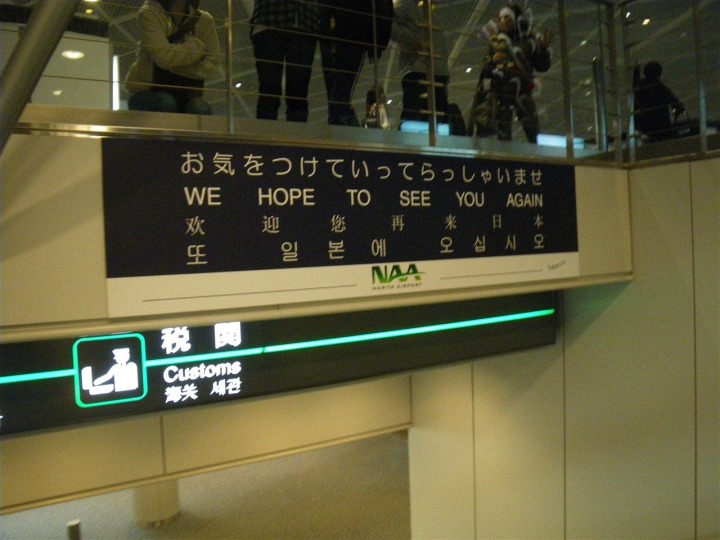 お気をつけていってらっしゃいませ
WE HOPE TO SEE YOU AGAIN
欢迎您再来日本
또 일본에 오십시오
NAA
NARITA AIRPORT
税関
Customs
海关 세관